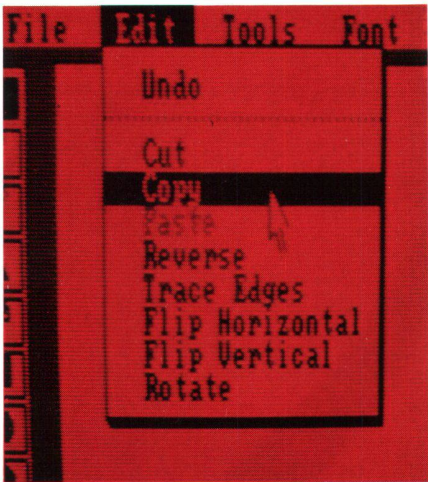 File Edit Tools Font
Undo
Cut
Copy
Paste
Reverse
Trace Edges
Flip Horizontal
Flip Vertical
Rotate